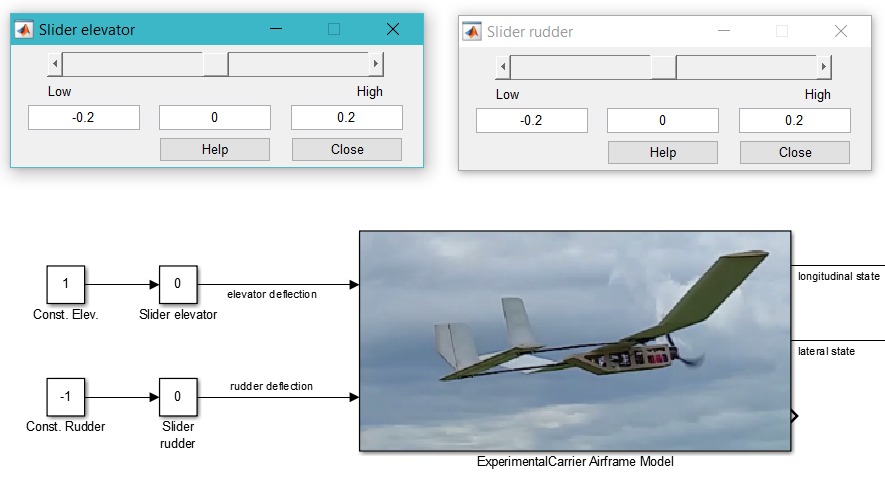 Slider elevator
Low
High
-0.2
0
0.2
Help
Close
Slider rudder
Low
High
-0.2
0
0.2
Help
Close
1
Const. Elev.
0
Slider elevator
elevator deflection
-1
Const. Rudder
0
Slider
rudder
rudder deflection
longitudinal state
lateral state
ExperimentalCarrier Airframe Model